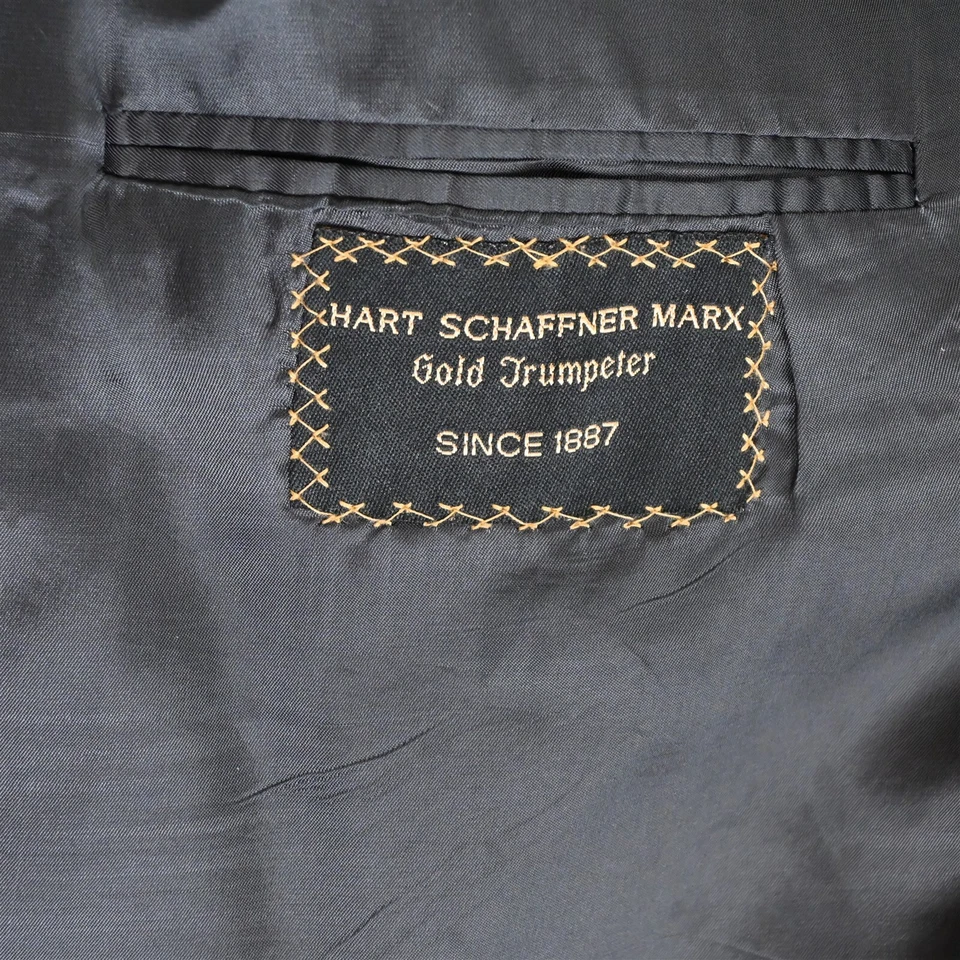 HART SCHAFFNER MARX
Gold Trumpeter
SINCE 1887